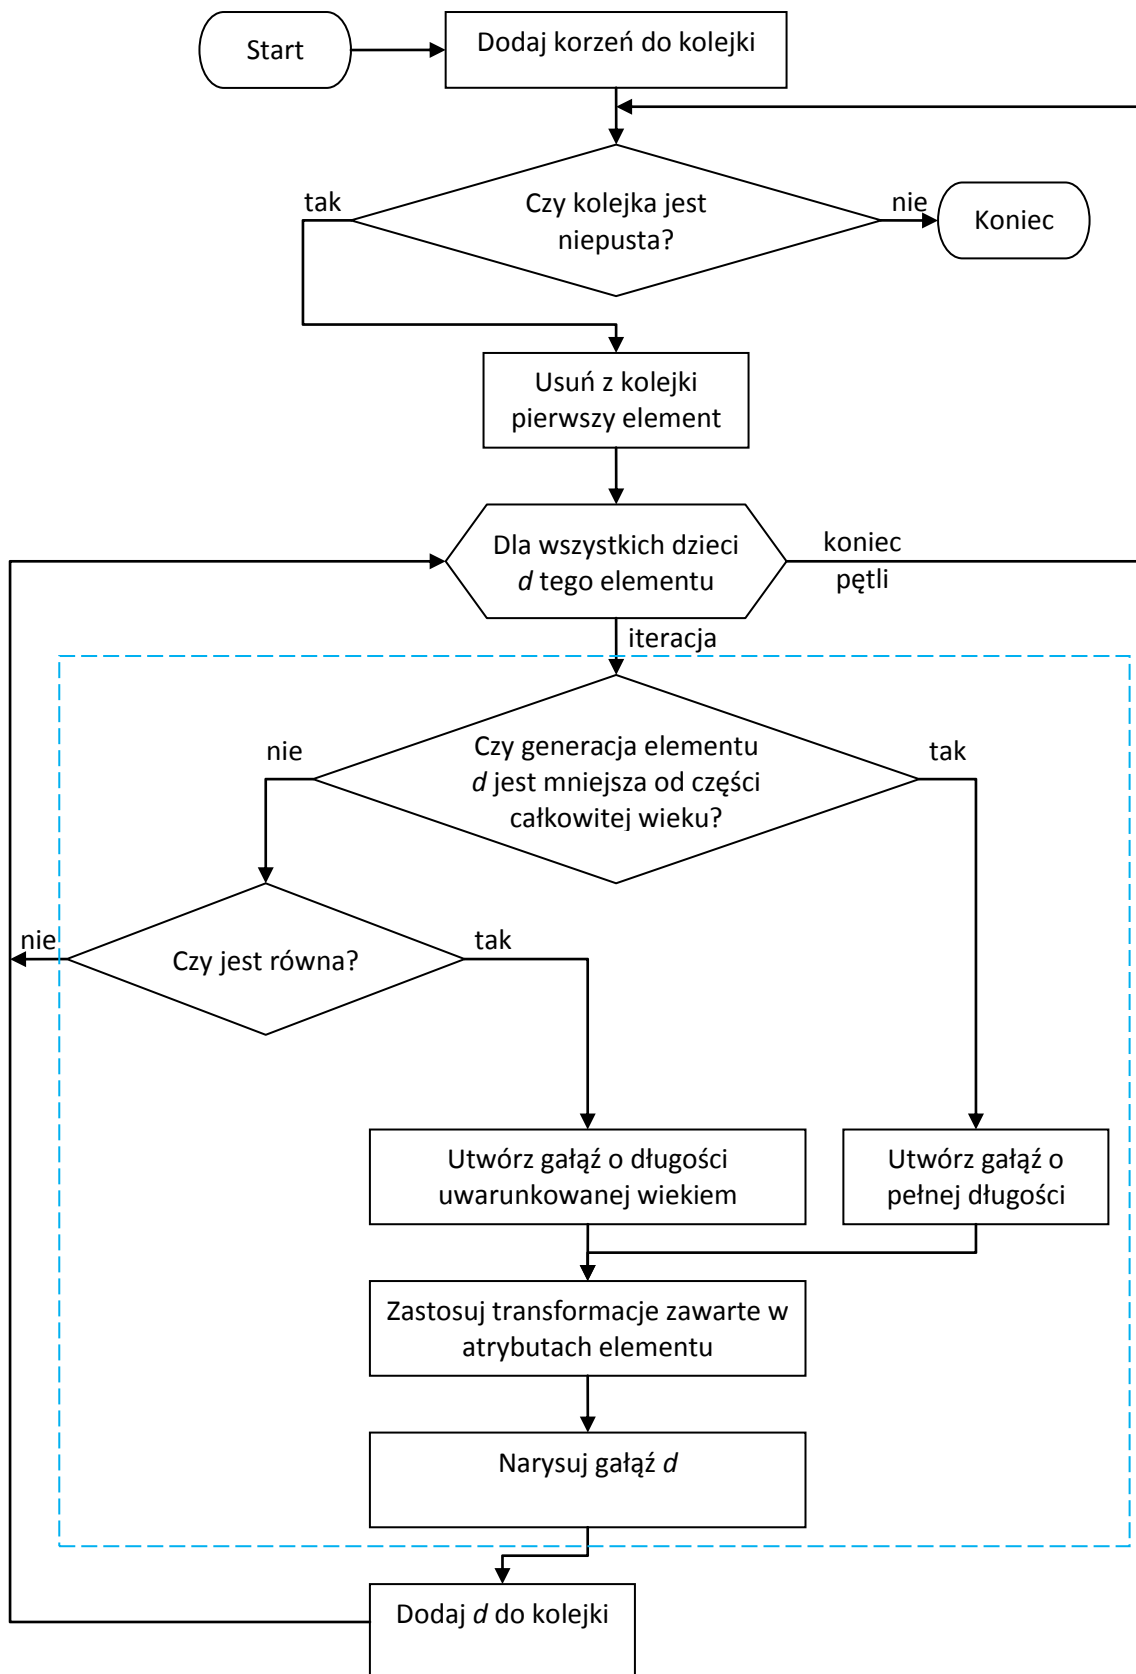 Start
Dodaj korzeń do kolejki
tak
Czy kolejka jest
niepusta?
nie
Koniec
Usuń z kolejki
pierwszy element
Dla wszystkich dzieci
d tego elementu
koniec
pętli
iteracja
nie
Czy generacja elementu
d jest mniejsza od części
całkowitej wieku?
tak
nie
Czy jest równa?
tak
Utwórz gałąź o długości
uwarunkowanej wiekiem
Utwórz gałąź o
pełnej długości
Zastosuj transformacje zawarte w
atrybutach elementu
Narysuj gałąź d
Dodaj d do kolejki